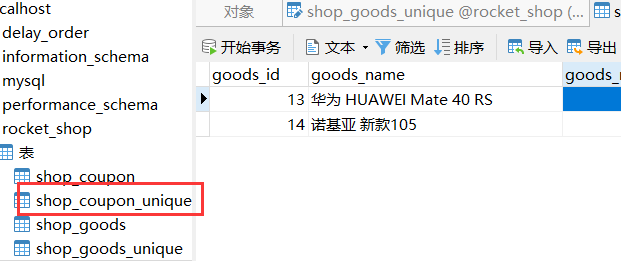 calhost
delay_order
information_schema
mysql
performance_schema
rocket_shop
表
shop_coupon
shop_coupon_unique
shop_goods
shop_goods_unique
对象
shop_goods_unique @rocket_shop (...
开始事务 文本 筛选 排序 导入 导出
goods_id goods_name
13 华为 HUAWEI Mate 40 RS
14 诺基亚 新款105